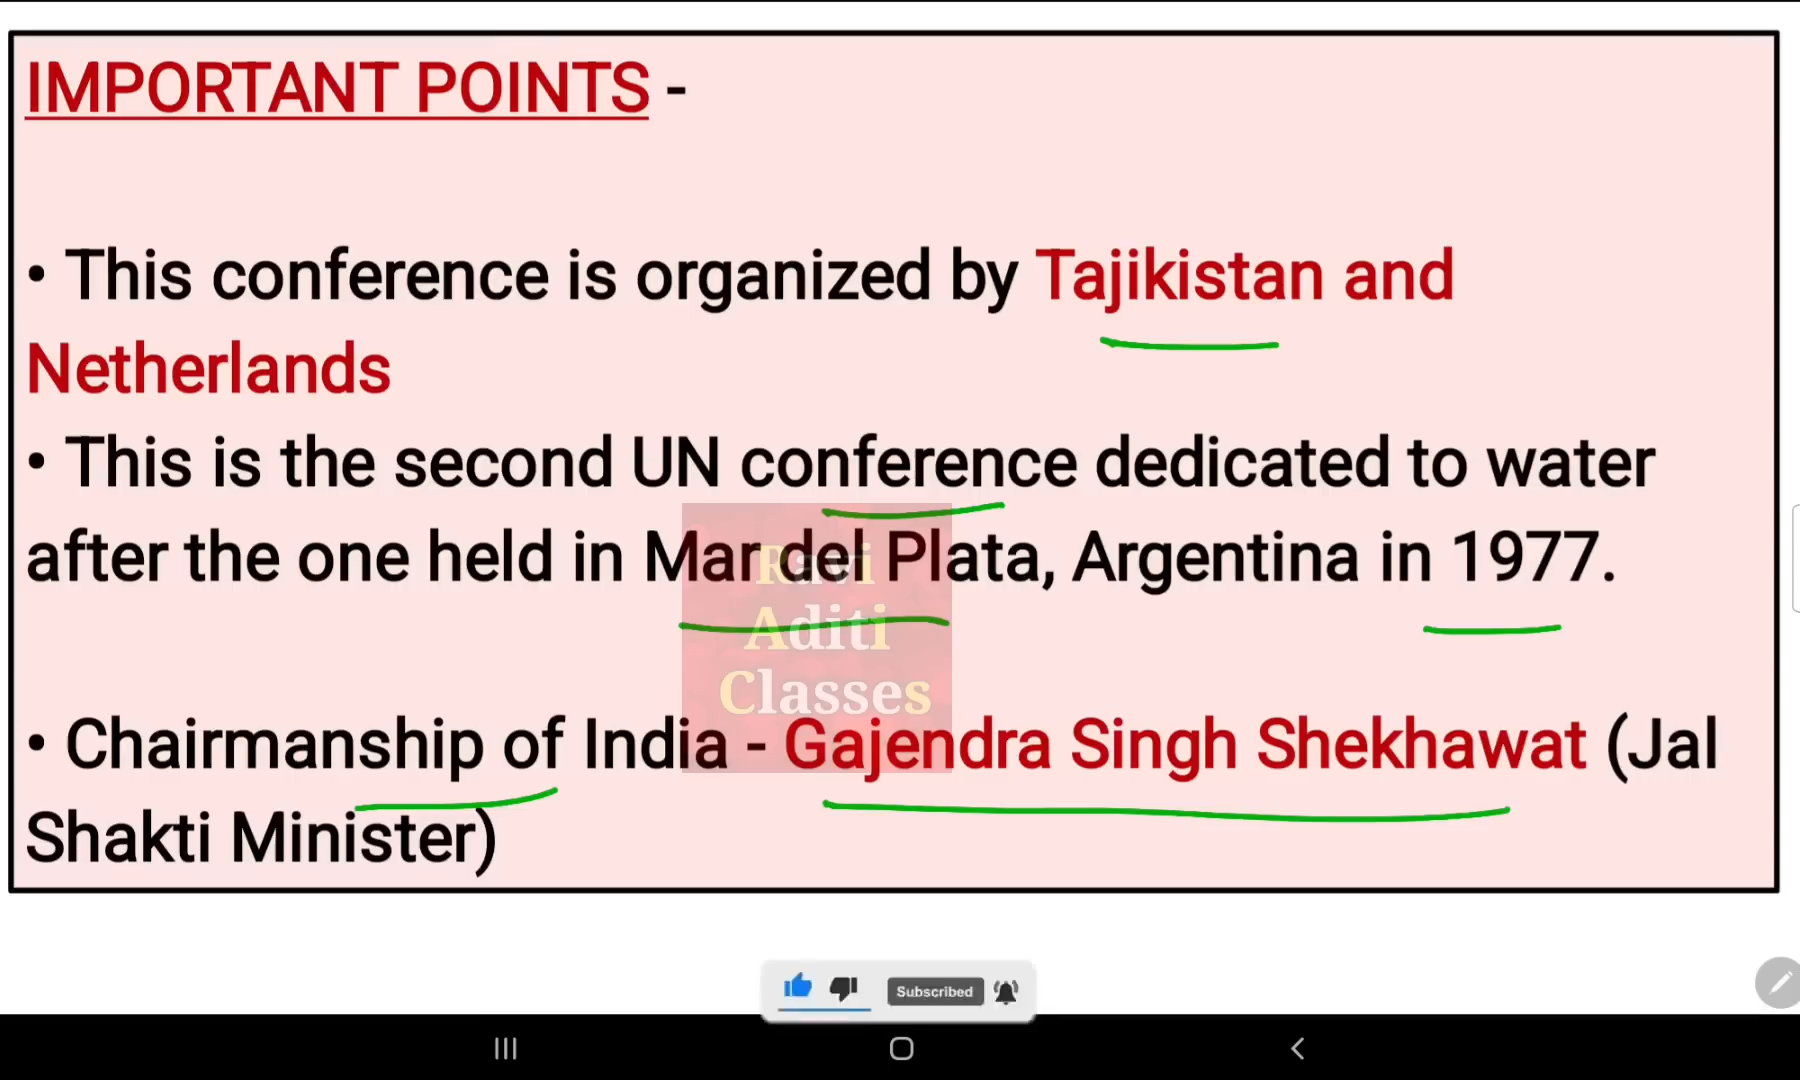 IMPORTANT POINTS -
• This conference is organized by Tajikistan and
Netherlands
• This is the second UN conference dedicated to water
after the one held in Mar del Plata, Argentina in 1977.
Ravi
Aditi
Classes
• Chairmanship of India - Gajendra Singh Shekhawat (Jal
Shakti Minister)
Subscribed